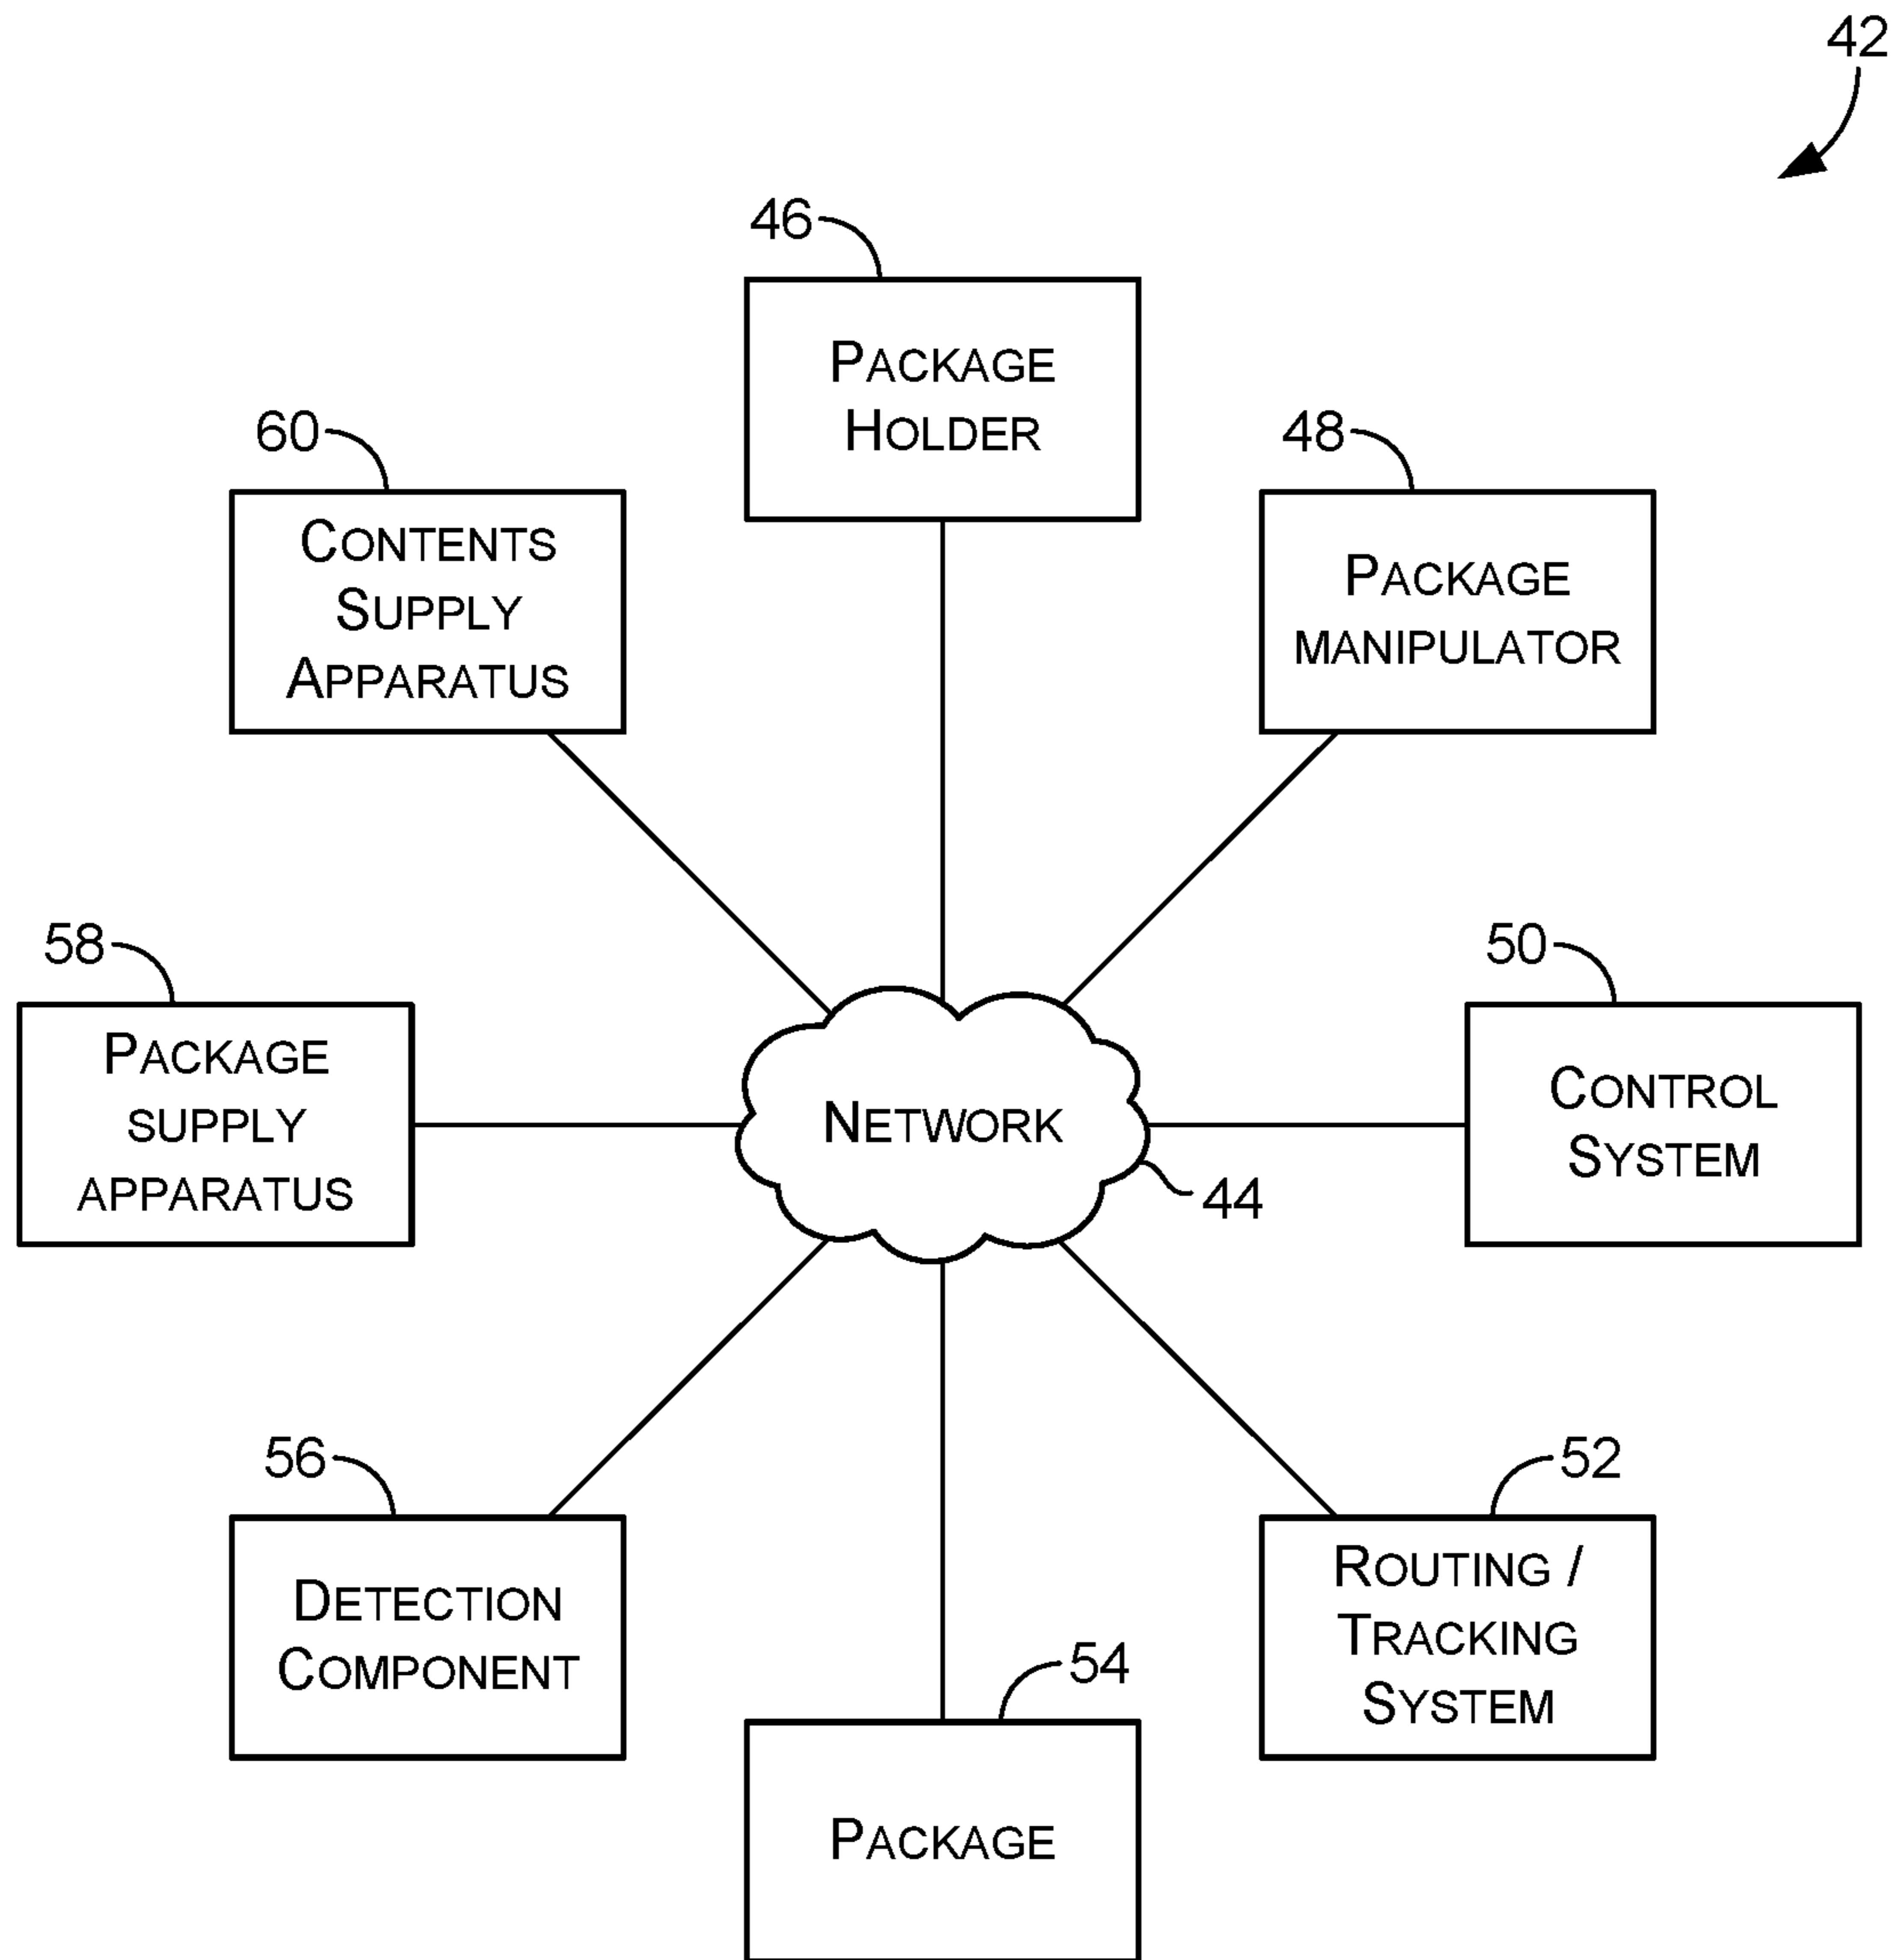 42
46
PACKAGE
HOLDER
60
CONTENTS
SUPPLY
APPARATUS
48
PACKAGE
MANIPULATOR
58
PACKAGE
SUPPLY
APPARATUS
NETWORK
44
50
CONTROL
SYSTEM
56
DETECTION
COMPONENT
54
PACKAGE
52
ROUTING /
TRACKING
SYSTEM